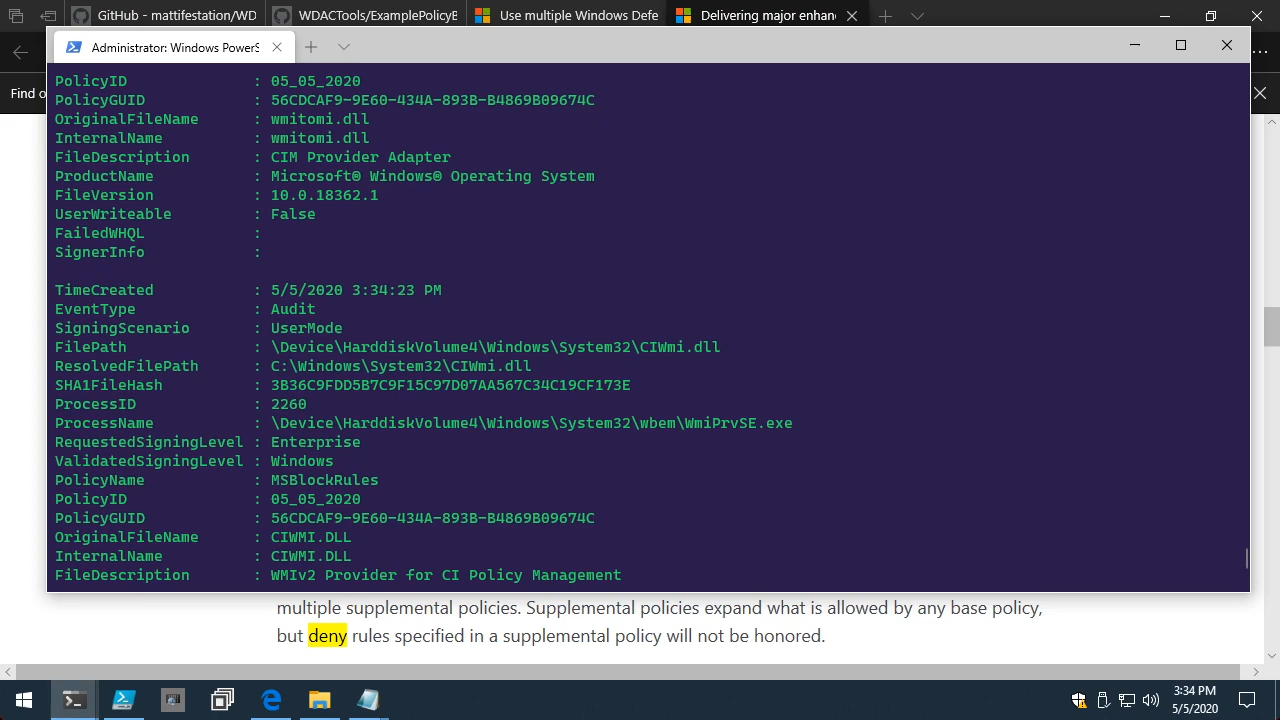 GitHub - mattifestation/WD
WDACTools/ExamplePolicyB
Use multiple Windows Defe
Delivering major enhan
Administrator: Windows PowerS
Find o
PolicyID : 05_05_2020
PolicyGUID : 56CDCAF9-9E60-434A-893B-B4869B09674C
OriginalFileName : wmitomi.dll
InternalName : wmitomi.dll
FileDescription : CIM Provider Adapter
ProductName : Microsoft® Windows® Operating System
FileVersion : 10.0.18362.1
UserWriteable : False
FailedWHQL :
SignerInfo :
TimeCreated : 5/5/2020 3:34:23 PM
EventType : Audit
SigningScenario : UserMode
FilePath : \Device\HarddiskVolume4\Windows\System32\CIWmi.dll
ResolvedFilePath : C:\Windows\System32\CIWmi.dll
SHA1FileHash : 3B36C9FDD5B7C9F15C97D07AA567C34C19CF173E
ProcessID : 2260
ProcessName : \Device\HarddiskVolume4\Windows\System32\wbem\WmiPrvSE.exe
RequestedSigningLevel : Enterprise
ValidatedSigningLevel : Windows
PolicyName : MSBlockRules
PolicyID : 05_05_2020
PolicyGUID : 56CDCAF9-9E60-434A-893B-B4869B09674C
OriginalFileName : CIWMI.DLL
InternalName : CIWMI.DLL
FileDescription : WMIv2 Provider for CI Policy Management
multiple supplemental policies. Supplemental policies expand what is allowed by any base policy,
but deny rules specified in a supplemental policy will not be honored.
3:34 PM
5/5/2020